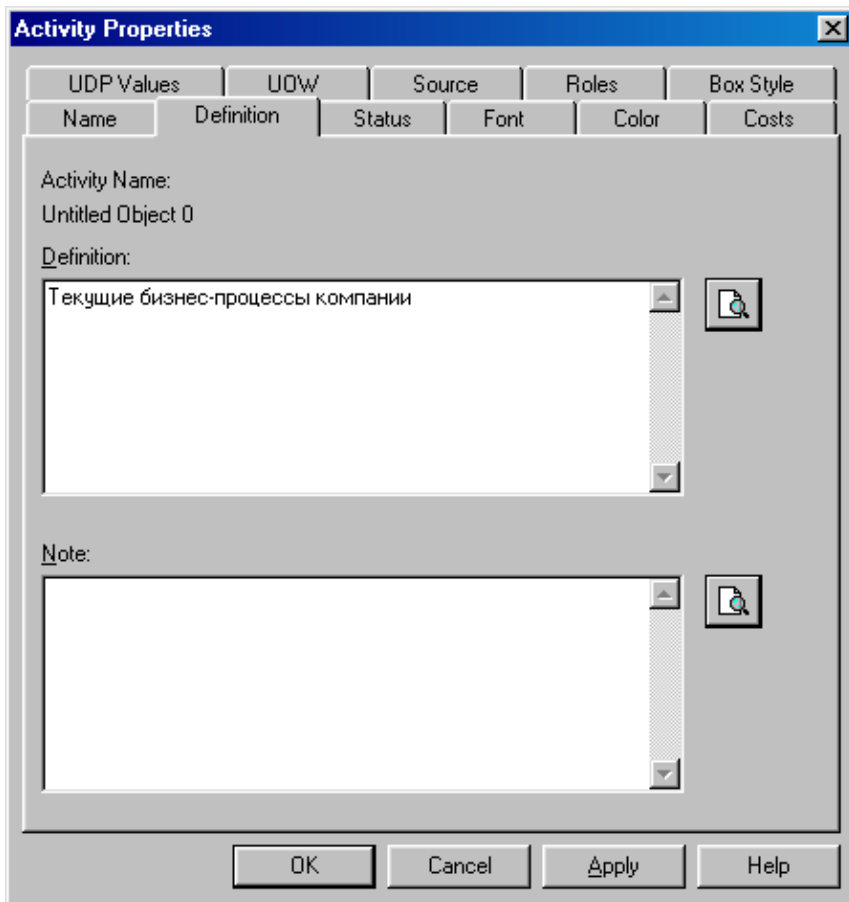 Activity Properties
UDP Values UOW Source Roles Box Style
Name Definition Status Font Color Costs
Activity Name:
Untitled Object 0
Definition:
Текущие бизнес-процессы компании
Note:
OK Cancel Apply Help